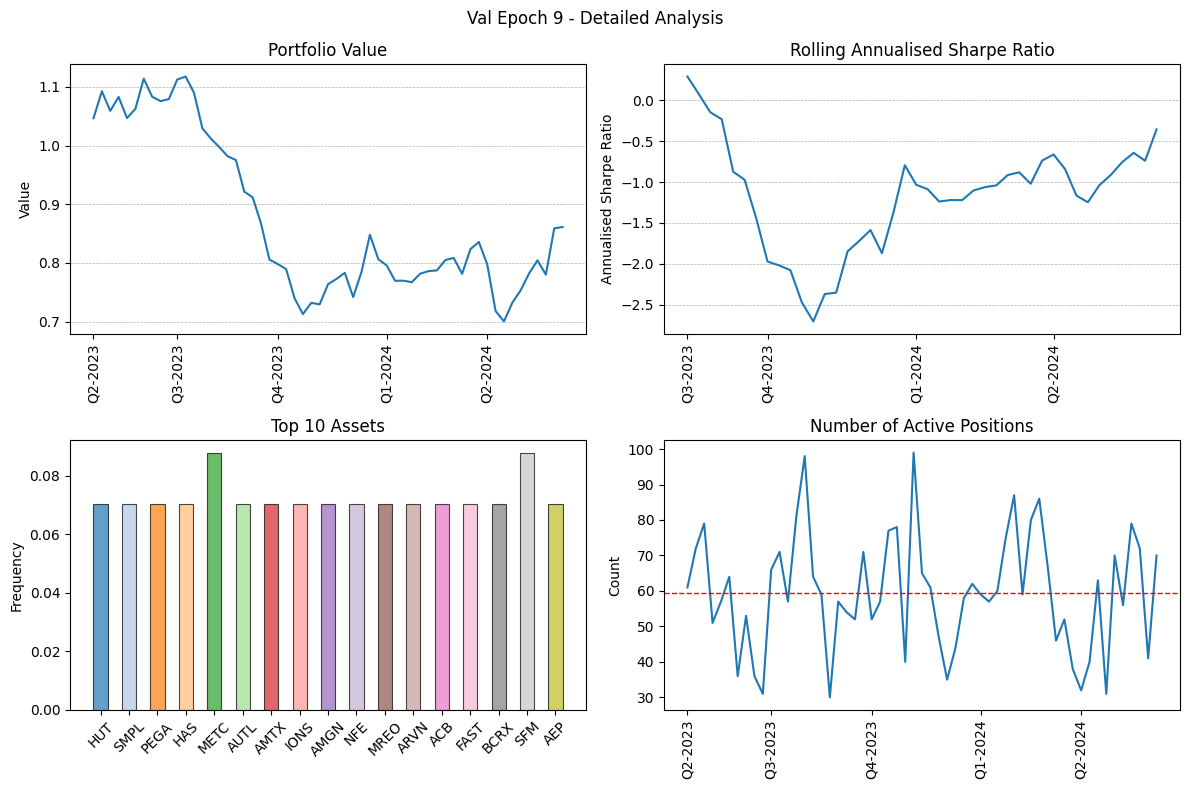 Val Epoch 9 - Detailed Analysis
Portfolio Value
Value
1.1
1.0
0.9
0.8
0.7
Q2-2023
Q3-2023
Q4-2023
Q1-2024
Q2-2024
Rolling Annualised Sharpe Ratio
Annualised Sharpe Ratio
0.0
−0.5
−1.0
−1.5
−2.0
−2.5
Q3-2023
Q4-2023
Q1-2024
Q2-2024
Top 10 Assets
Frequency
0.08
0.06
0.04
0.02
0.00
HUT
SMPL
PEGA
HAS
METC
AUTL
AMTX
IONS
AMGN
NFE
MREO
ARVN
ACB
FAST
BCRX
SFM
AEP
Number of Active Positions
Count
100
90
80
70
60
50
40
30
Q2-2023
Q3-2023
Q4-2023
Q1-2024
Q2-2024